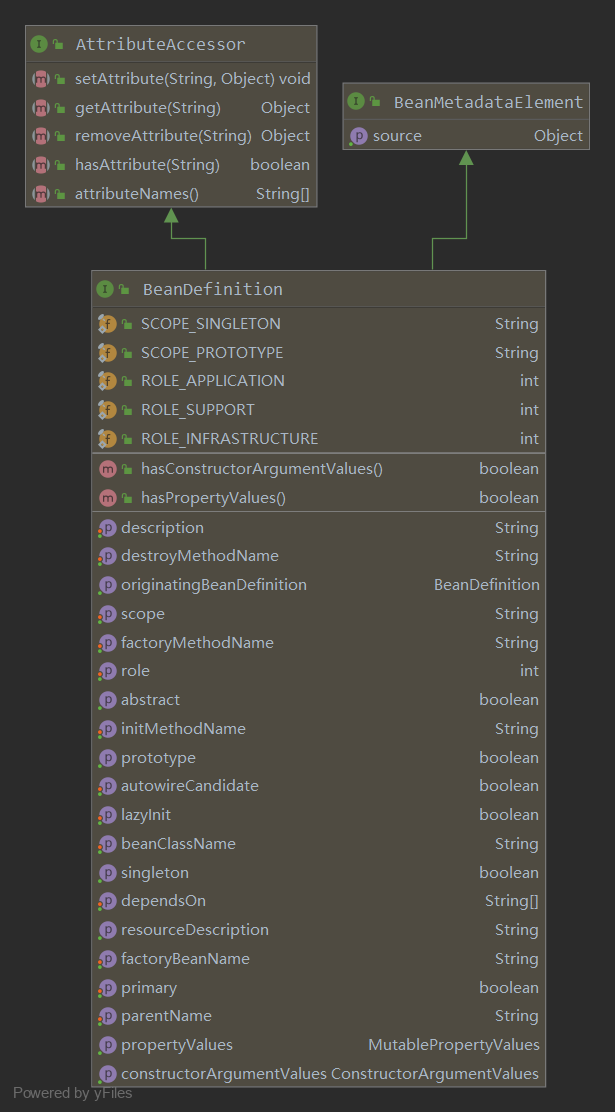 AttributeAccessor
setAttribute(String, Object) void
getAttribute(String) Object
removeAttribute(String) Object
hasAttribute(String) boolean
attributeNames() String[]
BeanMetadataElement
source Object
BeanDefinition
SCOPE_SINGLETON String
SCOPE_PROTOTYPE String
ROLE_APPLICATION int
ROLE_SUPPORT int
ROLE_INFRASTRUCTURE int
hasConstructorArgumentValues() boolean
hasPropertyValues() boolean
description String
destroyMethodName String
originatingBeanDefinition BeanDefinition
scope String
factoryMethodName String
role int
abstract boolean
initMethodName String
prototype boolean
autowireCandidate boolean
lazyInit boolean
beanClassName String
singleton boolean
dependsOn String[]
resourceDescription String
factoryBeanName String
primary boolean
parentName String
propertyValues MutablePropertyValues
constructorArgumentValues ConstructorArgumentValues
Powered by yFiles